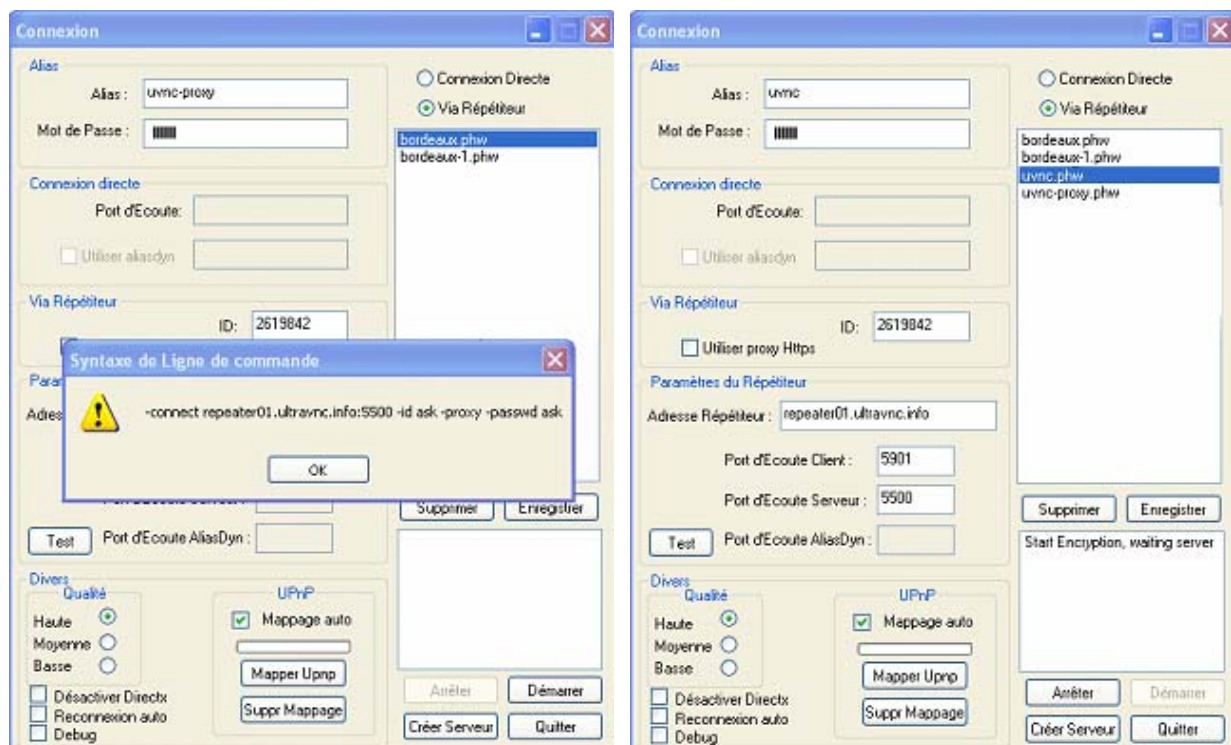 Connexion
Alias
Alias : uvnc-proxy
Mot de Passe :
Connexion directe
Port d'Ecoute:
Utiliser aliasdyn
Via Répétiteur
ID: 2619842
Connexion Directe
Via Répétiteur
bordeaux.phw
bordeaux-1.phw
Syntaxe de Ligne de commande
-connect repeater01.ultravnc.info:5500 -id ask -proxy -passwd ask
OK
Supprimer
Enregistrer
Test
Port d'Ecoute AliasDyn :
Divers
Qualité
Haute
Moyenne
Basse
UPnP
Mappage auto
Mapper Upnp
Suppr Mappage
Désactiver Directx
Reconnexion auto
Debug
Arrêter
Démarrer
Créer Serveur
Quitter
Connexion
Alias
Alias : uvnc
Mot de Passe :
Connexion directe
Port d'Ecoute:
Utiliser aliasdyn
Via Répétiteur
ID: 2619842
Utiliser proxy Https
Paramètres du Répétiteur
Adresse Répétiteur : repeater01.ultravnc.info
Port d'Ecoute Client : 5901
Port d'Ecoute Serveur : 5500
Test
Port d'Ecoute AliasDyn :
Connexion Directe
Via Répétiteur
bordeaux.phw
bordeaux-1.phw
uvnc.phw
uvnc-proxy.phw
Supprimer
Enregistrer
Start Encryption, waiting server
Divers
Qualité
Haute
Moyenne
Basse
UPnP
Mappage auto
Mapper Upnp
Suppr Mappage
Désactiver Directx
Reconnexion auto
Debug
Arrêter
Démarrer
Créer Serveur
Quitter